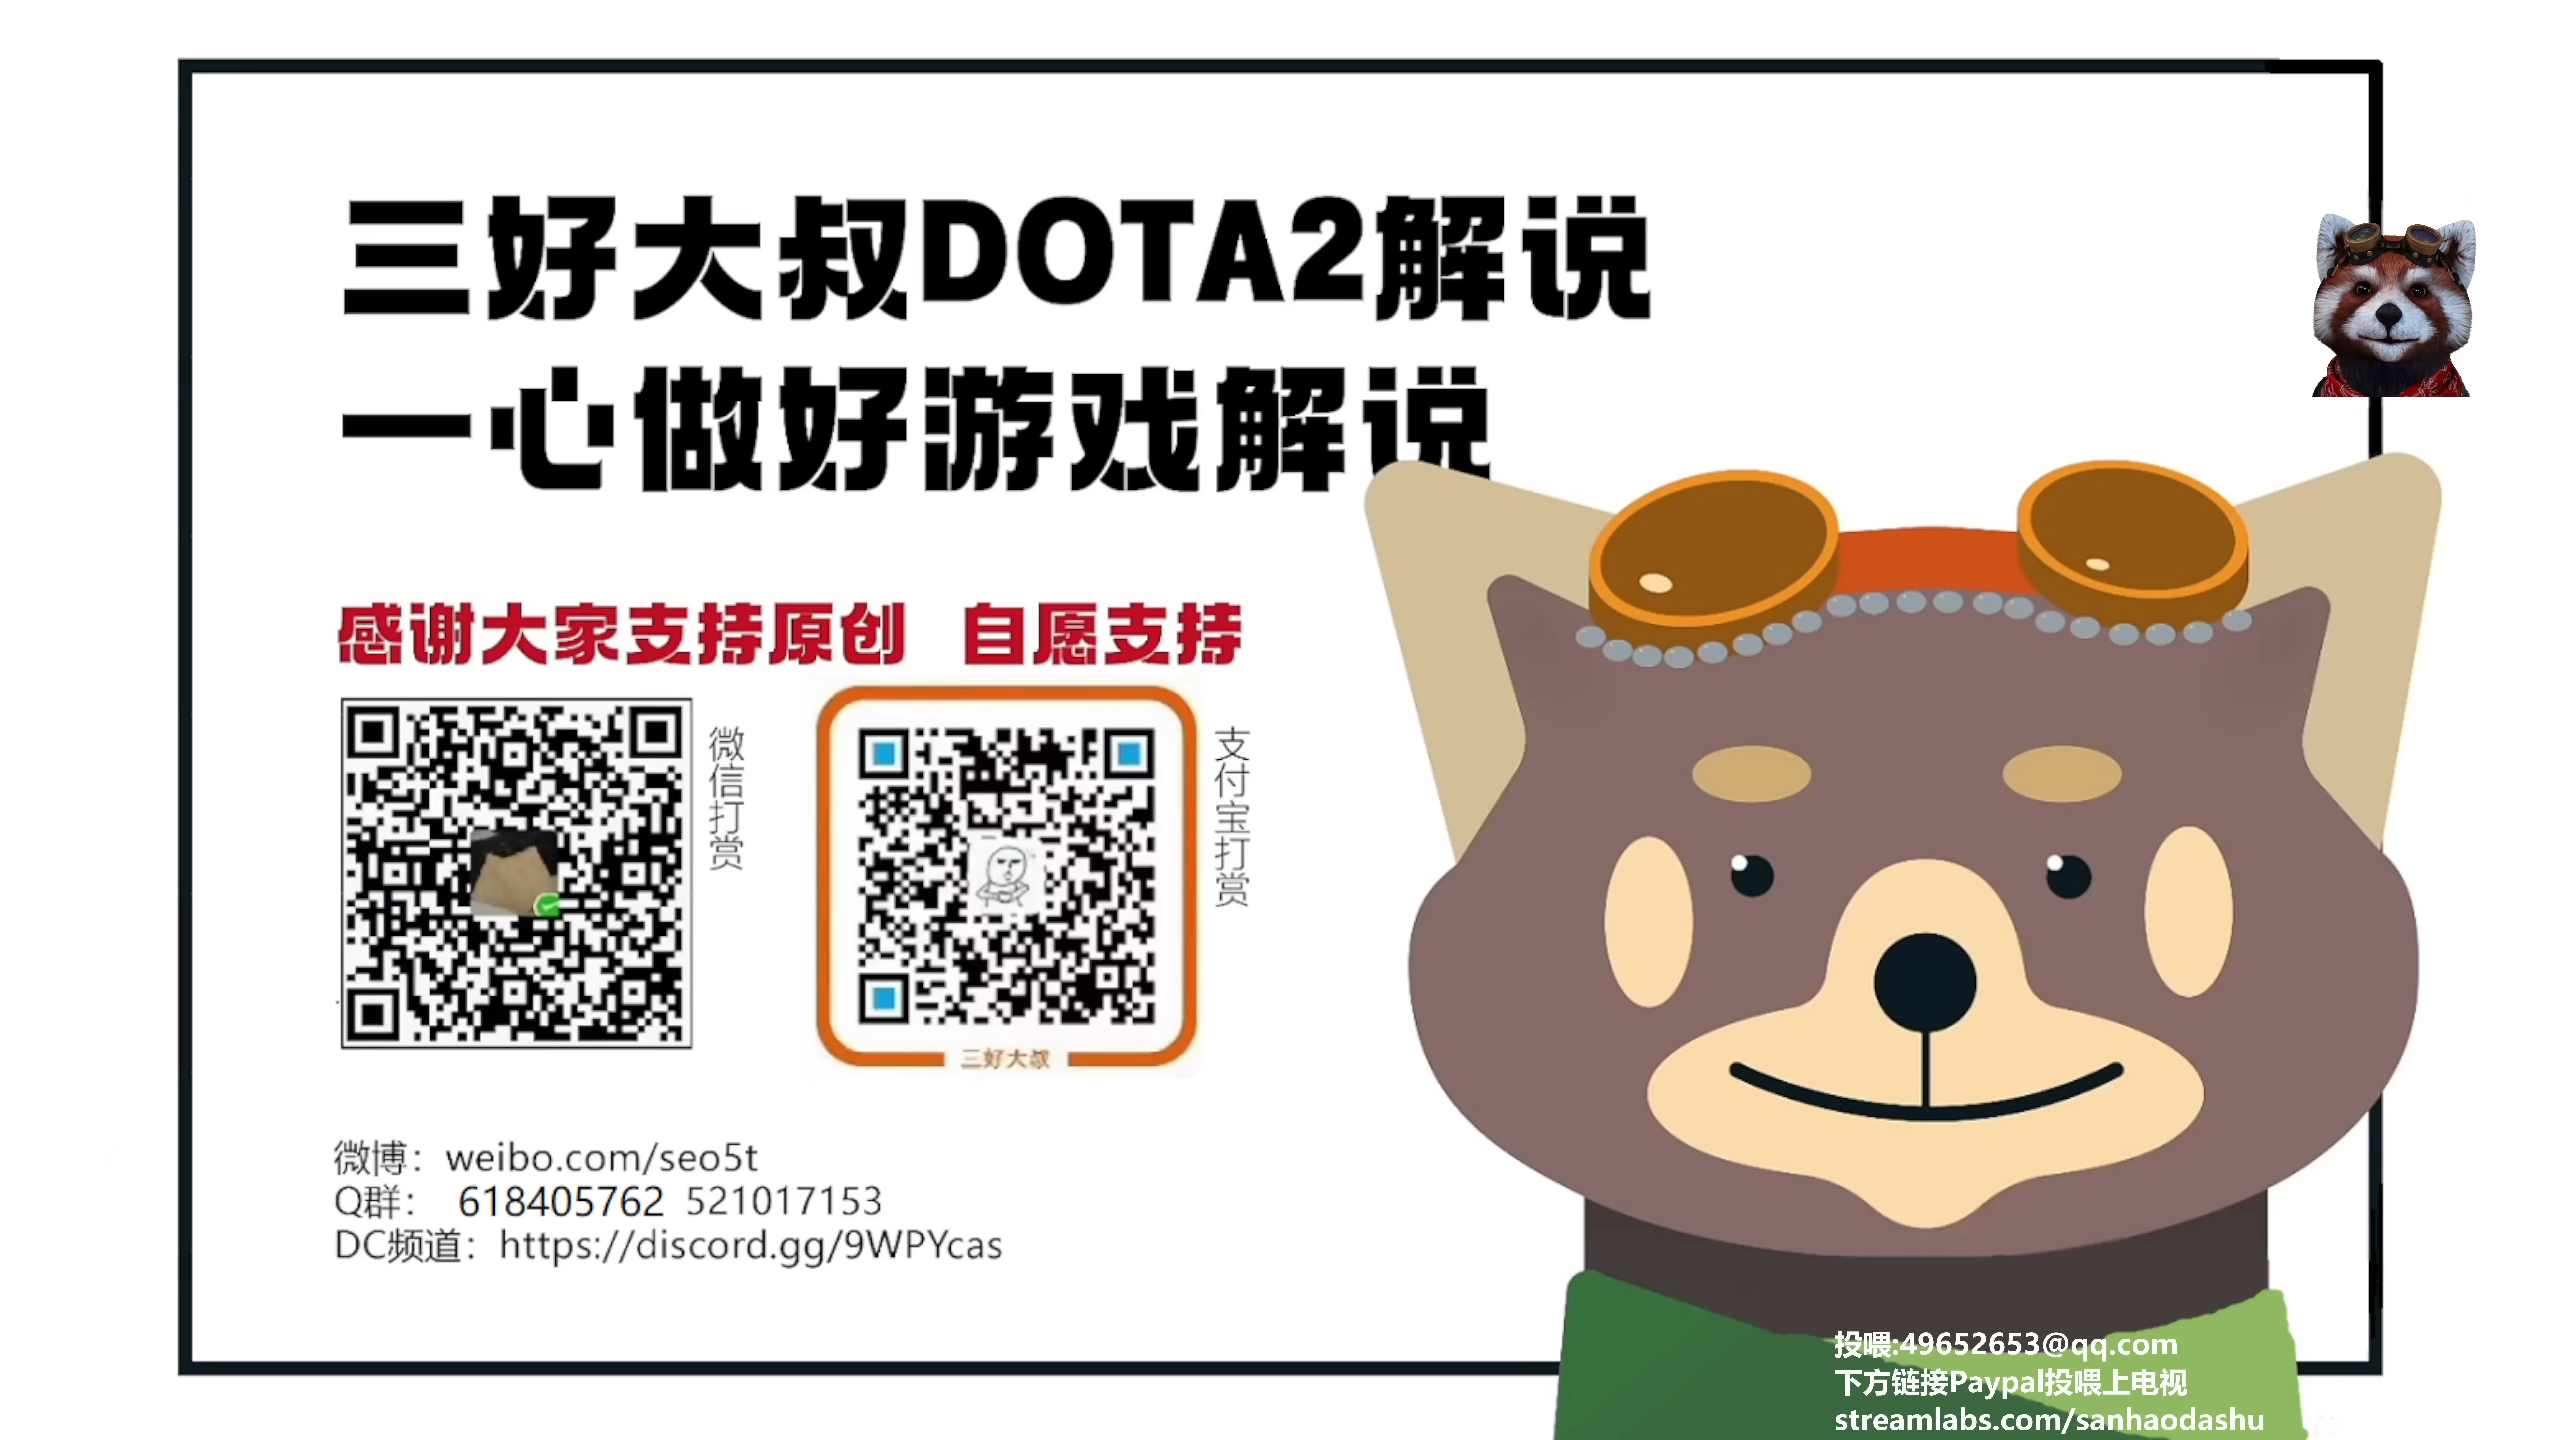 三好大叔DOTA2解说
一心做好游戏解说
感谢大家支持原创 自愿支持
微信打赏
支付宝打赏
三好大叔
微博：weibo.com/seo5t
Q群： 618405762 521017153
DC频道：https://discord.gg/9WPYcas
投喂:49652653@qq.com
下方链接Paypal投喂上电视
streamlabs.com/sanhaodashu